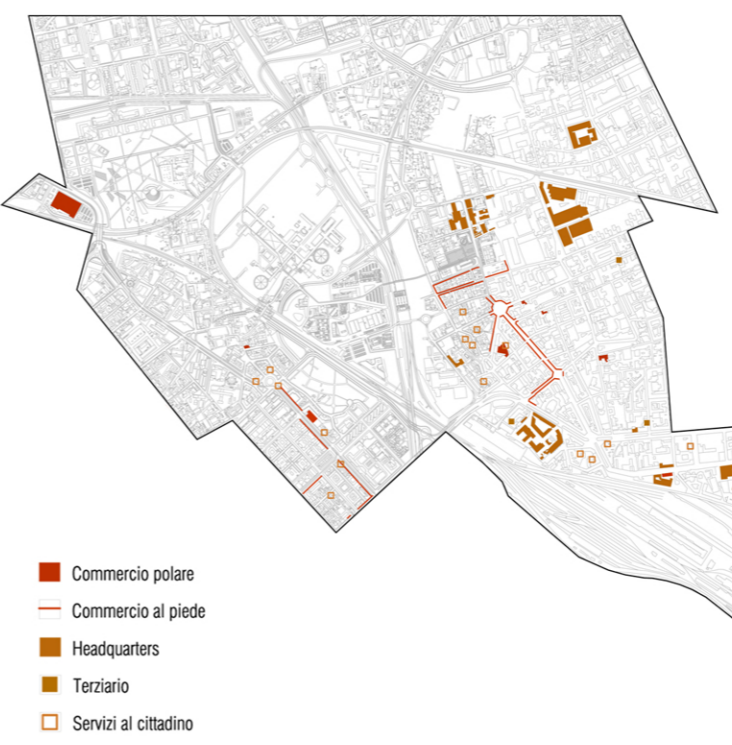 Commercio polare
Commercio al piede
Headquarters
Terziario
Servizi al cittadino